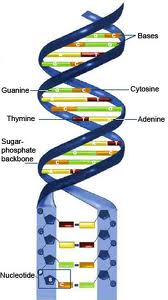 Bases
Guanine
Cytosine
Thymine
Adenine
Sugar-
phosphate
backbone
Nucleotide